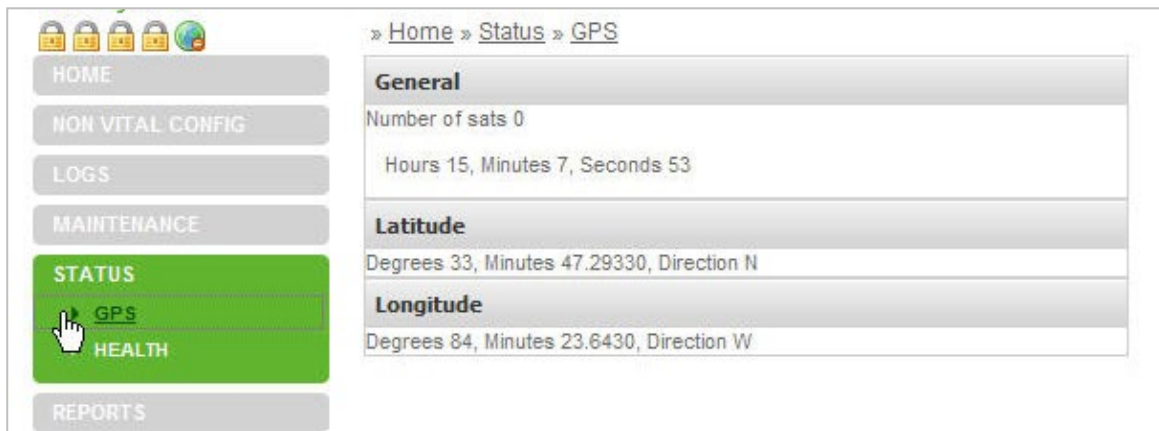 » Home » Status » GPS
HOME
NON VITAL CONFIG
LOGS
MAINTENANCE
STATUS
GPS
HEALTH
REPORTS
General
Number of sats 0
Hours 15, Minutes 7, Seconds 53
Latitude
Degrees 33, Minutes 47.29330, Direction N
Longitude
Degrees 84, Minutes 23.6430, Direction W